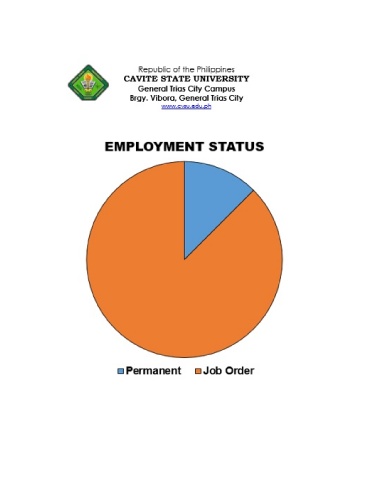 Republic of the Philippines
CAVITE STATE UNIVERSITY
General Trias City Campus
Brgy. Vibora, General Trias City
www.cvsu.edu.ph
EMPLOYMENT STATUS
Permanent
Job Order